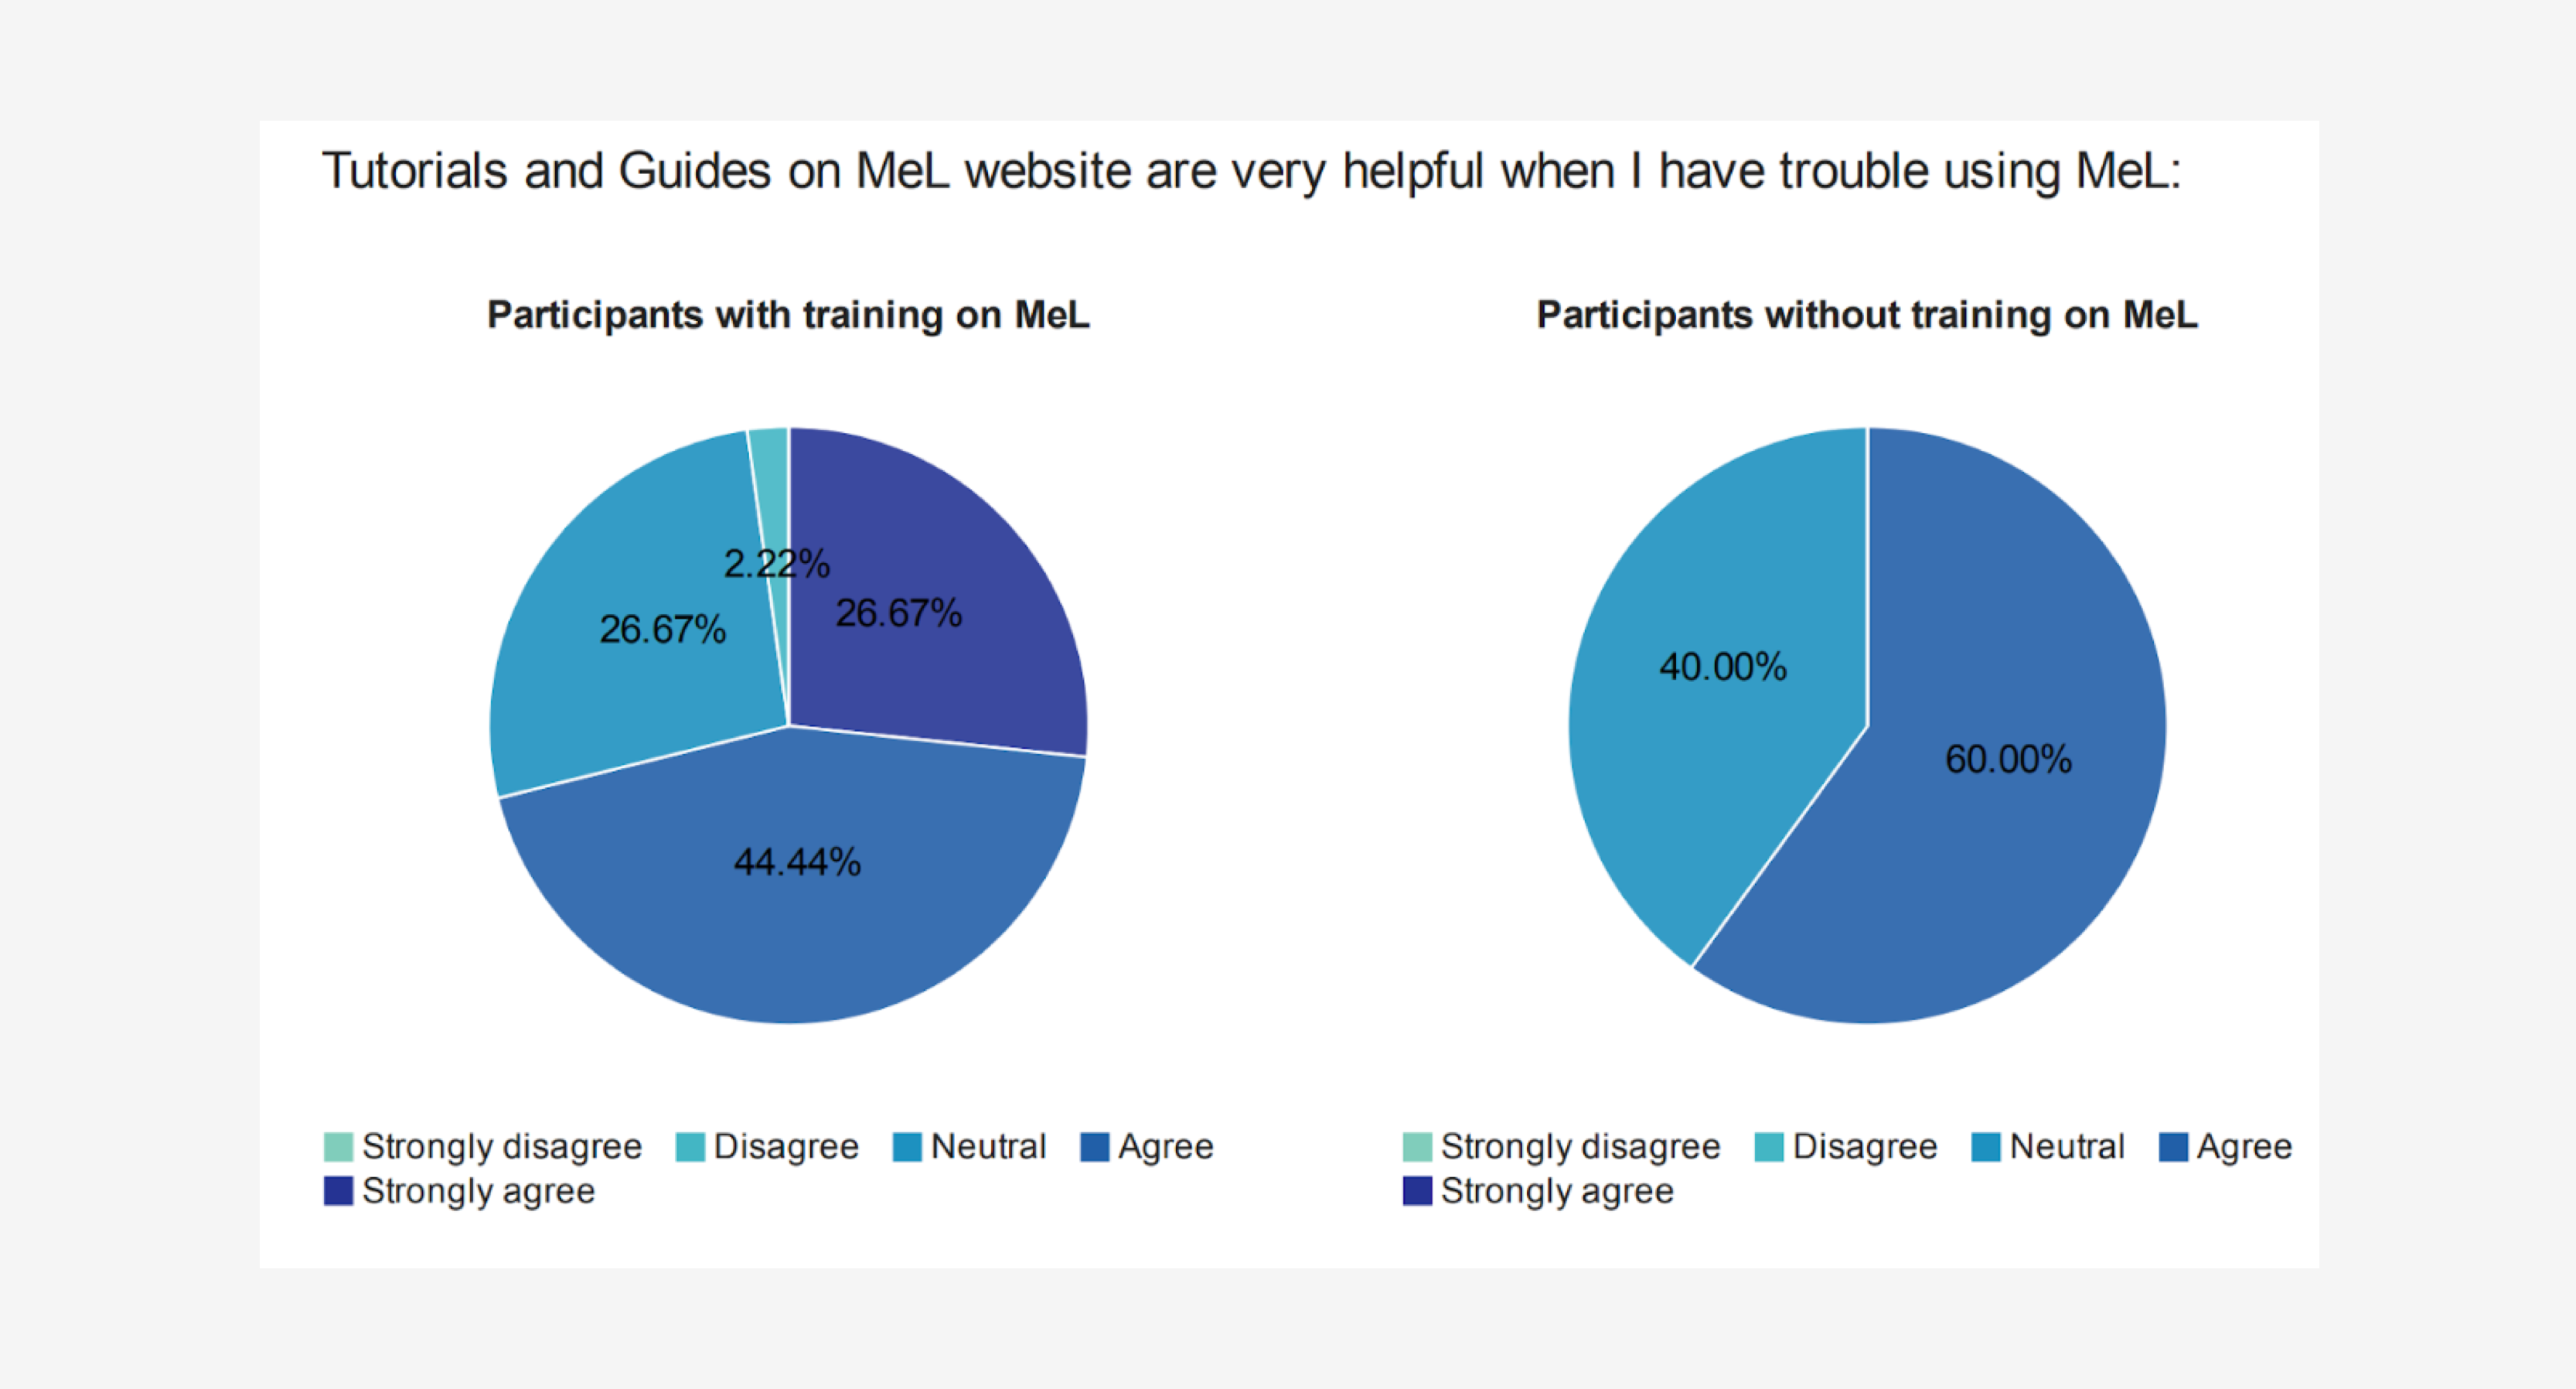 Tutorials and Guides on MeL website are very helpful when I have trouble using MeL:
Participants with training on MeL
2.22%
26.67%
26.67%
44.44%
Strongly disagree Disagree Neutral Agree
Strongly agree
Participants without training on MeL
40.00%
60.00%
Strongly disagree Disagree Neutral Agree
Strongly agree